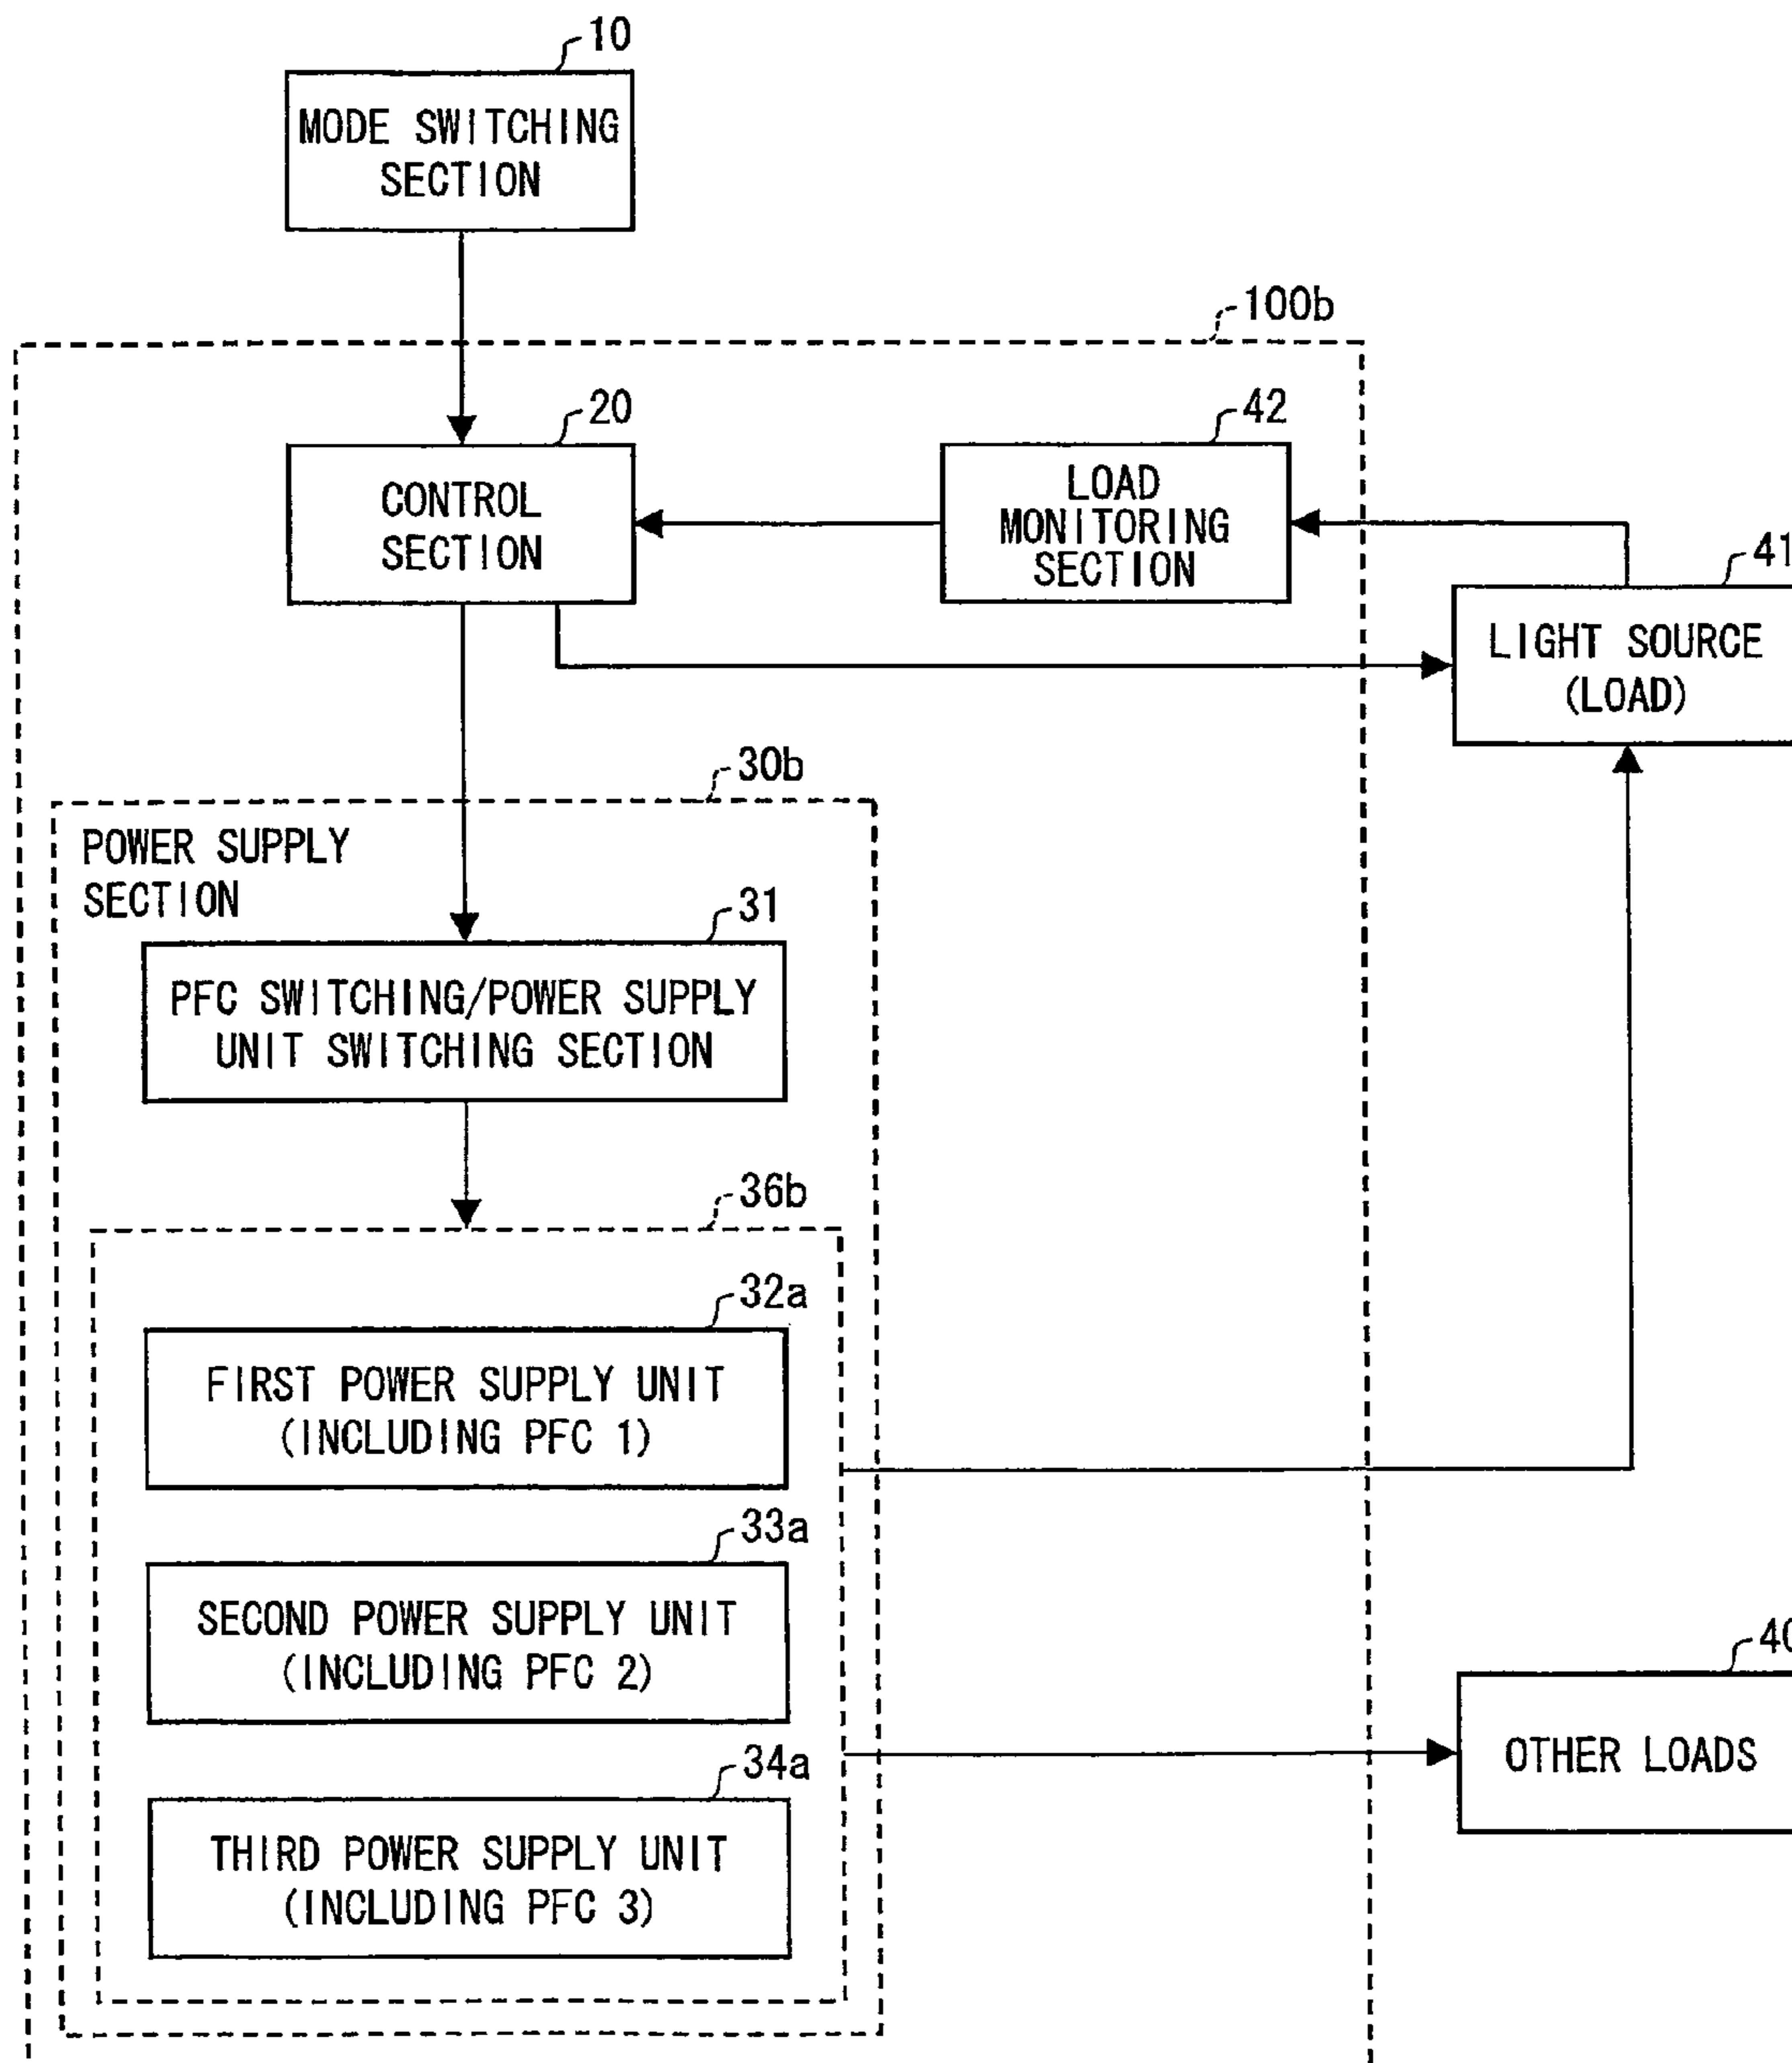 10
MODE SWITCHING
SECTION
100b
20
CONTROL
SECTION
42
LOAD
MONITORING
SECTION
41
LIGHT SOURCE
(LOAD)
30b
POWER SUPPLY
SECTION
31
PFC SWITCHING/POWER SUPPLY
UNIT SWITCHING SECTION
36b
32a
FIRST POWER SUPPLY UNIT
(INCLUDING PFC 1)
33a
SECOND POWER SUPPLY UNIT
(INCLUDING PFC 2)
40
OTHER LOADS
34a
THIRD POWER SUPPLY UNIT
(INCLUDING PFC 3)